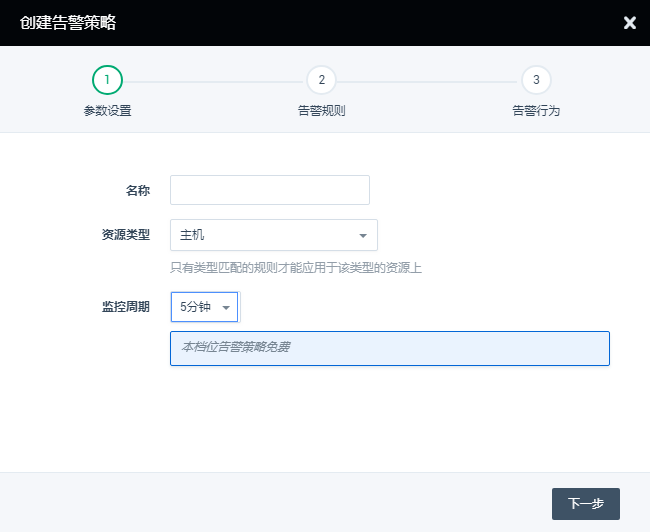 创建告警策略
1
2
3
参数设置
告警规则
告警行为
名称
资源类型
主机
只有类型匹配的规则才能应用于该类型的资源上
监控周期
5分钟
本档位告警策略免费
下一步